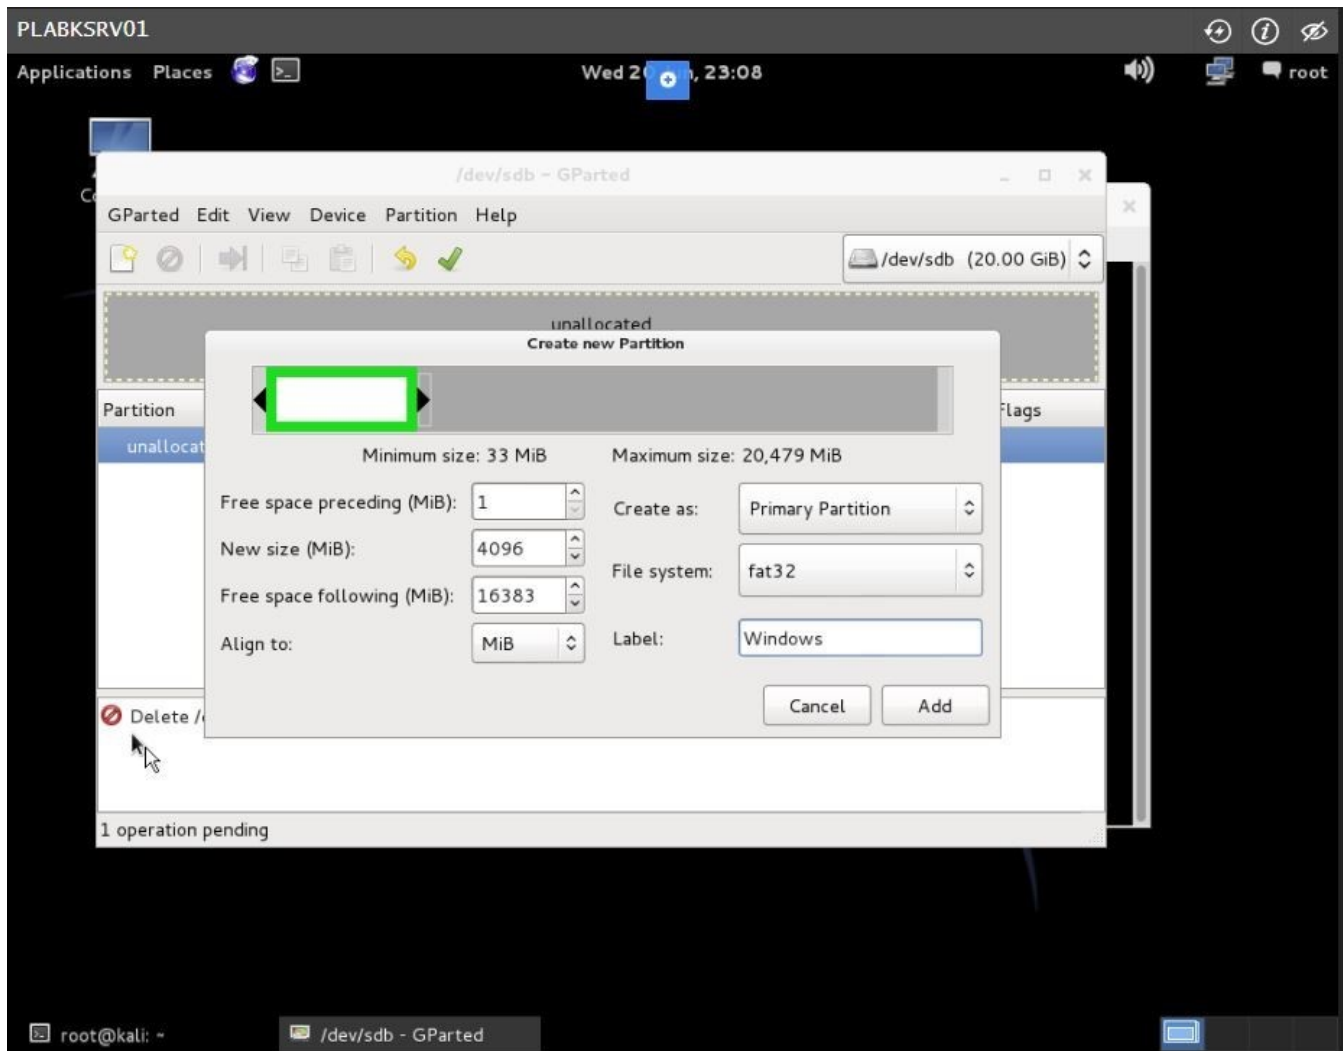 PLABKSRV01
Applications Places Wed 20 , 23:08 root
/dev/sdb - GParted
GParted Edit View Device Partition Help
/dev/sdb (20.00 GiB)
unallocated
Create new Partition
Partition Flags
unallocat
Minimum size: 33 MiB Maximum size: 20,479 MiB
Free space preceding (MiB): 1 Create as: Primary Partition
New size (MiB): 4096
File system: fat32
Free space following (MiB): 16383
Align to: MiB Label: Windows
Cancel Add
Delete /
1 operation pending
root@kali: ~ /dev/sdb - GParted